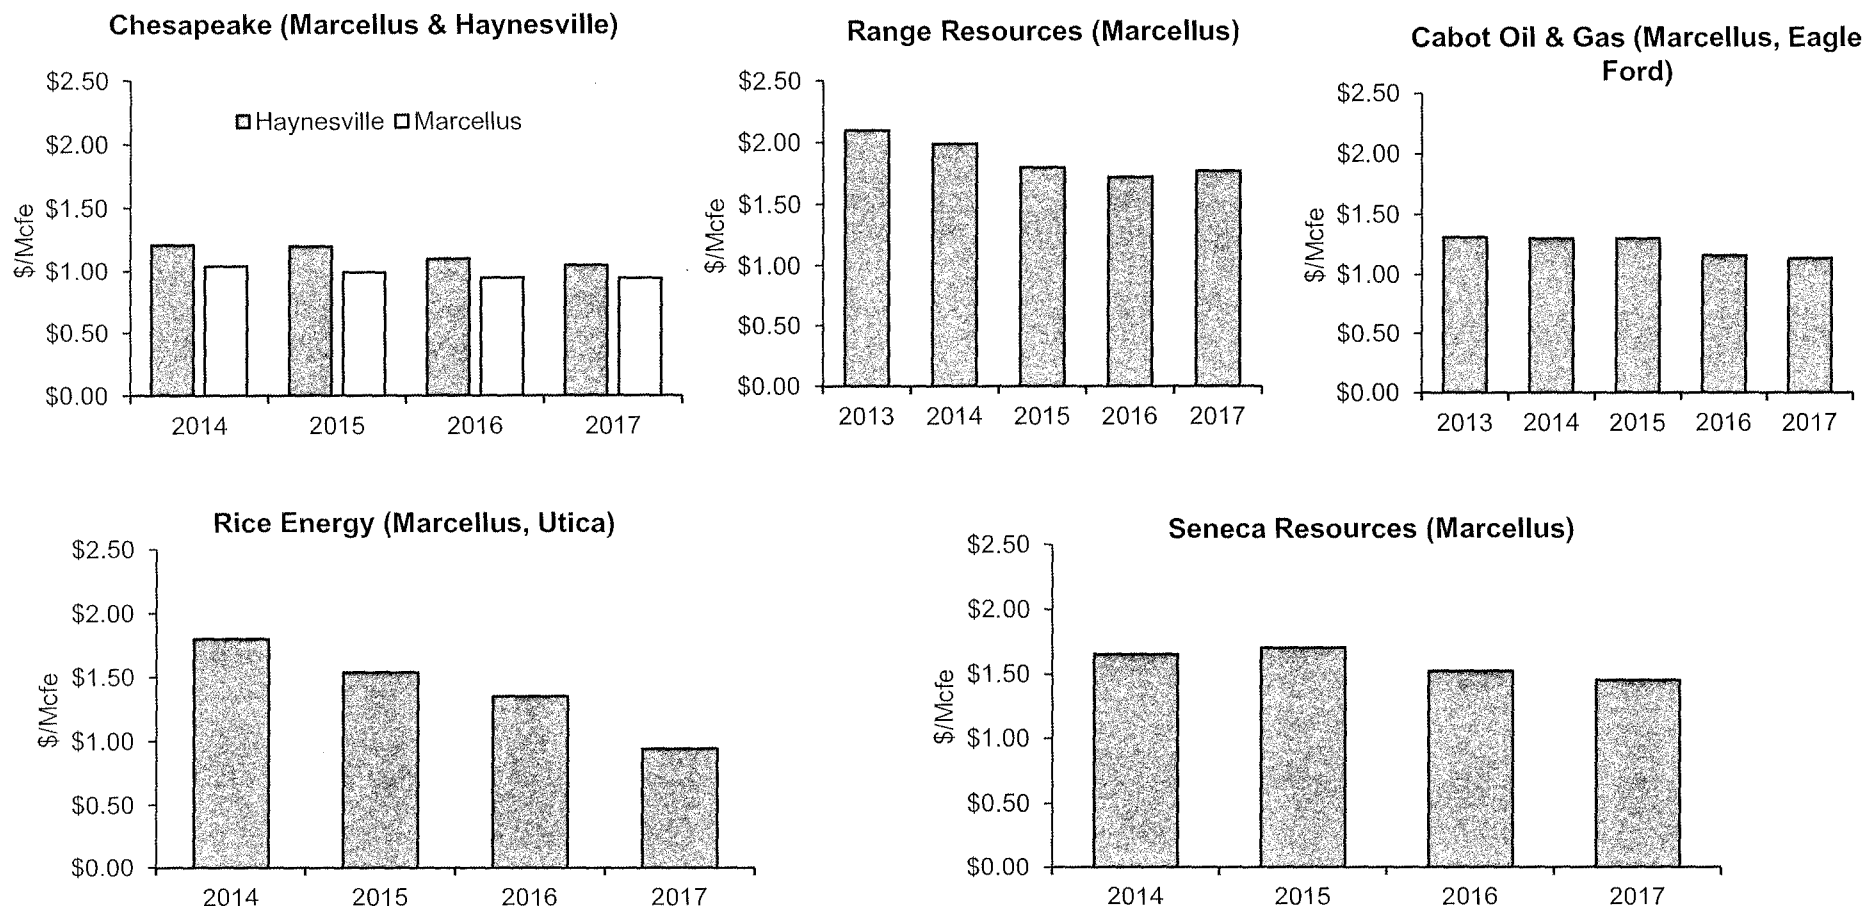 Chesapeake (Marcellus & Haynesville)
$2.50
$2.00
$1.50
$1.00
$0.50
$0.00
$/Mcfe
Haynesville Marcellus
2014 2015 2016 2017
Range Resources (Marcellus)
$2.50
$2.00
$1.50
$1.00
$0.50
$0.00
$/Mcfe
2013 2014 2015 2016 2017
Cabot Oil & Gas (Marcellus, Eagle
Ford)
$2.50
$2.00
$1.50
$1.00
$0.50
$0.00
$/Mcfe
2013 2014 2015 2016 2017
Rice Energy (Marcellus, Utica)
$2.50
$2.00
$1.50
$1.00
$0.50
$0.00
$/Mcfe
2014 2015 2016 2017
Seneca Resources (Marcellus)
$2.50
$2.00
$1.50
$1.00
$0.50
$0.00
$/Mcfe
2014 2015 2016 2017